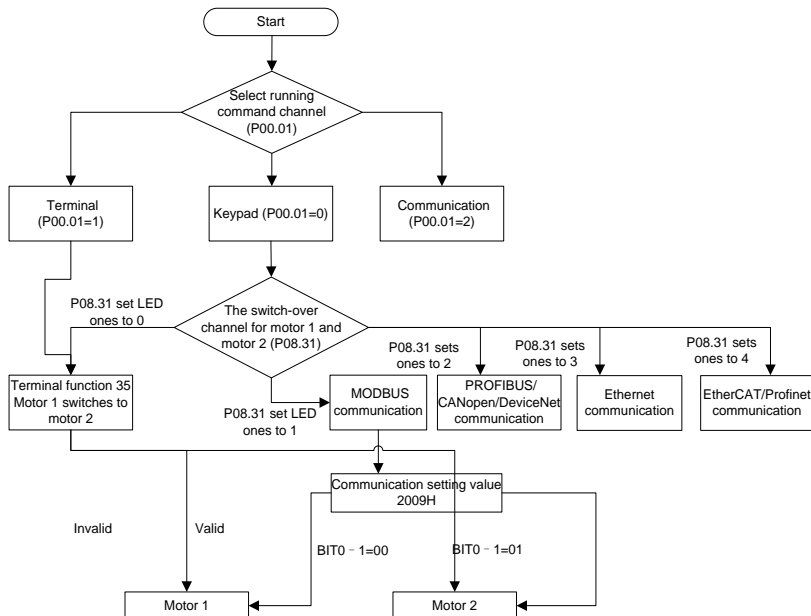 Start
Select running
command channel
(P00.01)
Terminal
(P00.01=1)
Keypad (P00.01=0)
Communication
(P00.01=2)
P08.31 set LED
ones to 0
The switch-over
channel for motor 1 and
motor 2 (P08.31)
P08.31 sets
ones to 2
P08.31 sets
ones to 3
P08.31 sets
ones to 4
Terminal function 35
Motor 1 switches to
motor 2
P08.31 set LED
ones to 1
MODBUS
communication
PROFIBUS/
CANopen/DeviceNet
communication
Ethernet
communication
EtherCAT/Profinet
communication
Communication setting value
2009H
Invalid
Valid
BIT0-1=00
BIT0-1=01
Motor 1
Motor 2